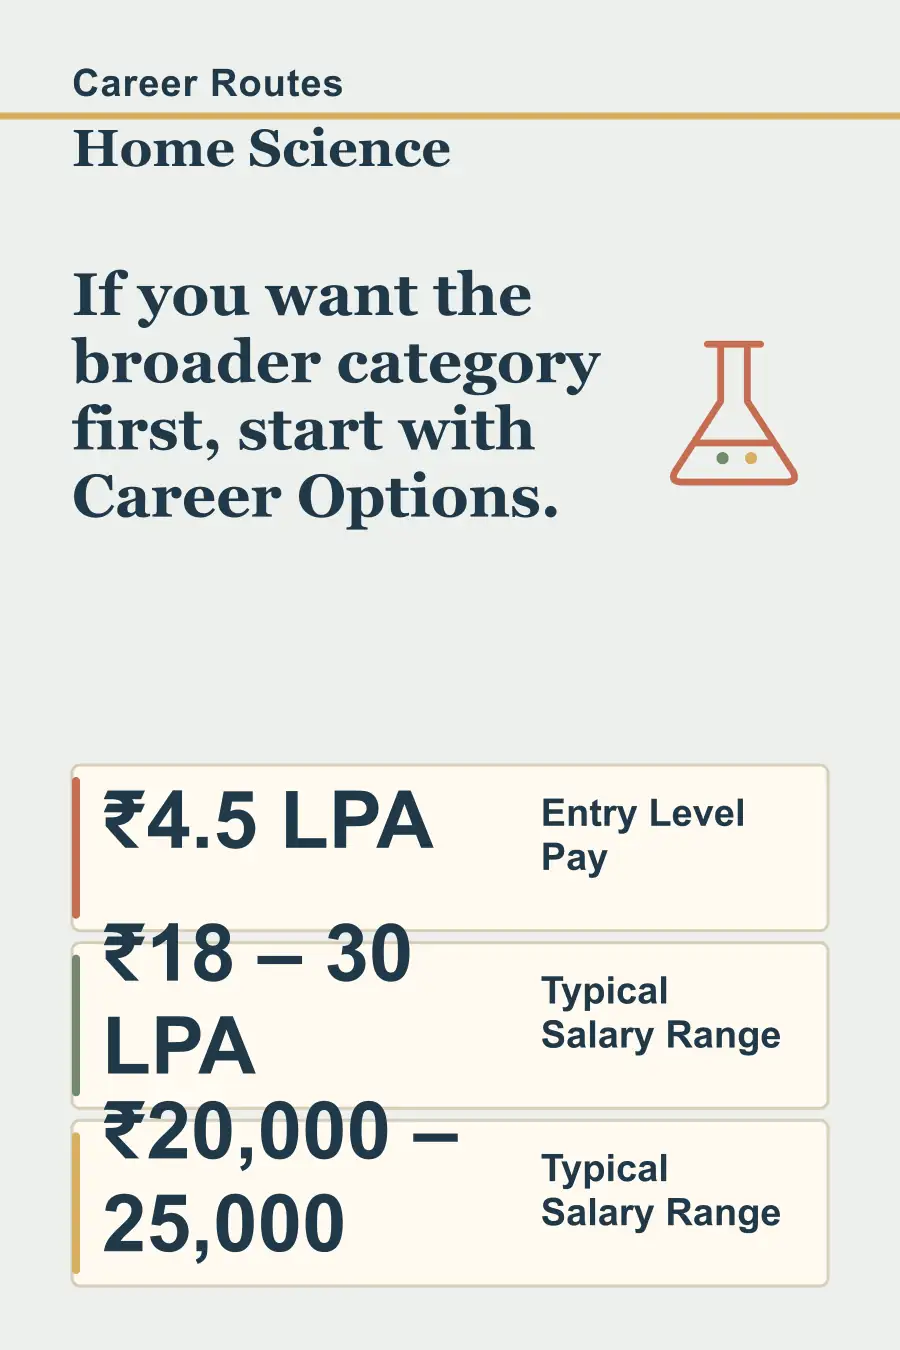 Career Routes
Home Science
If you want the
broader category
first, start with
Career Options.
₹4.5 LPA
Entry Level
Pay
₹18 – 30
LPA
Typical
Salary Range
₹20,000 –
25,000
Typical
Salary Range